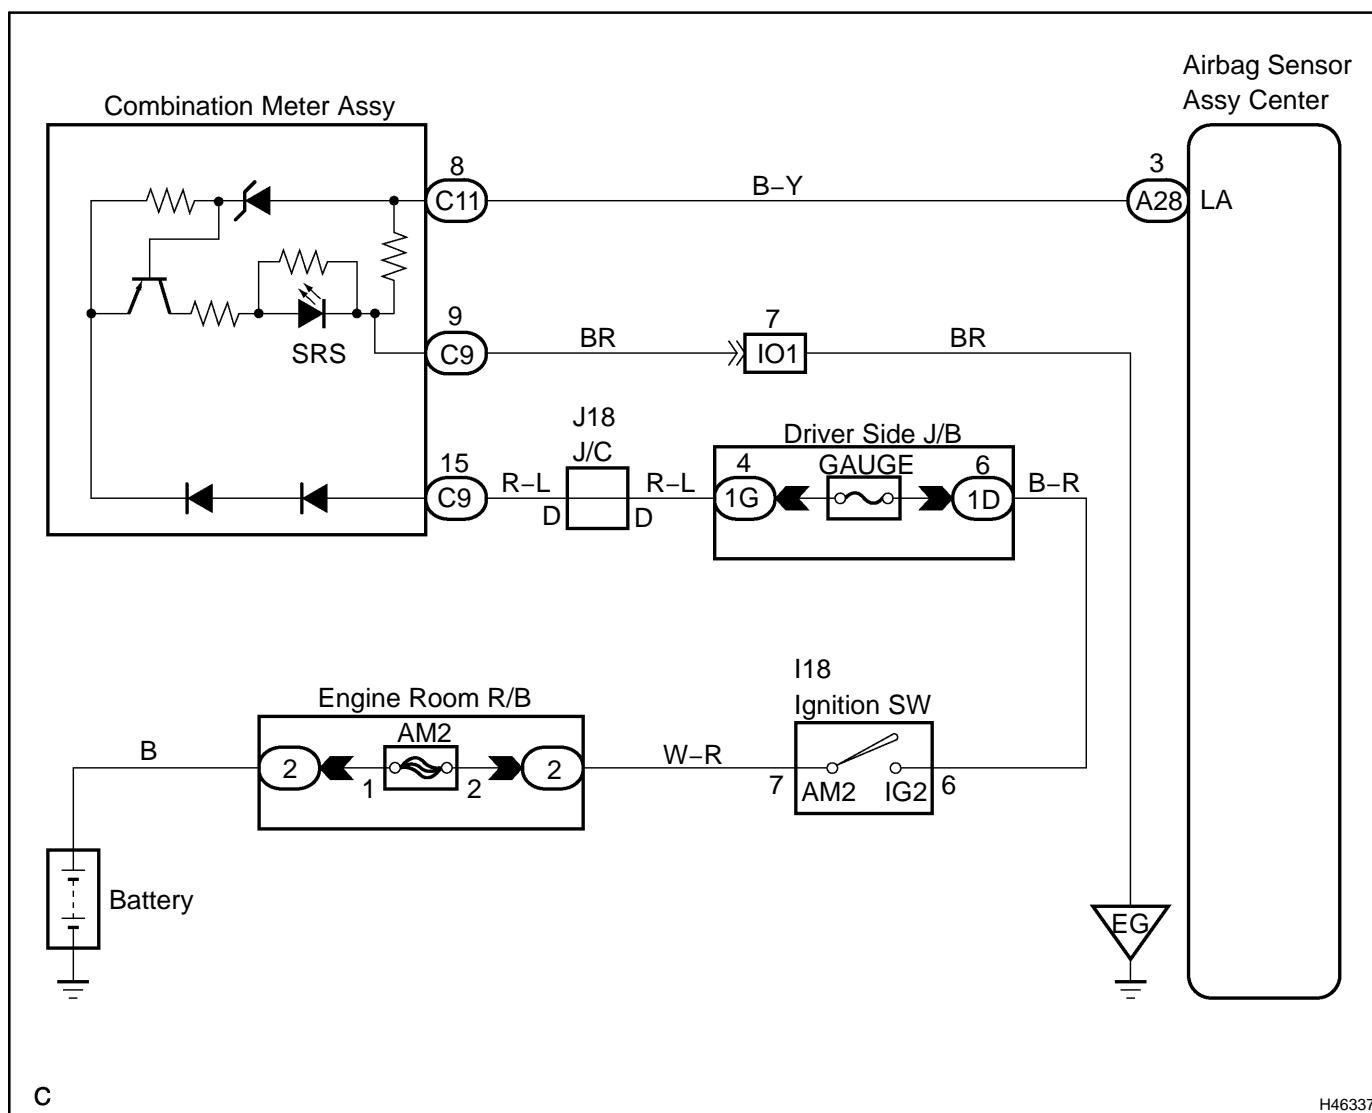 Airbag Sensor
Assy Center
Combination Meter Assy
8
C11
B−Y
3
A28
LA
SRS
9
C9
BR
7
IO1
BR
J18
J/C
15
C9
R−L
D
D
R−L
Driver Side J/B
4
1G
GAUGE
6
1D
B−R
I18
Ignition SW
Engine Room R/B
AM2
B
2
1
2
2
W−R
7
AM2
IG2
6
Battery
EG
C
H46337